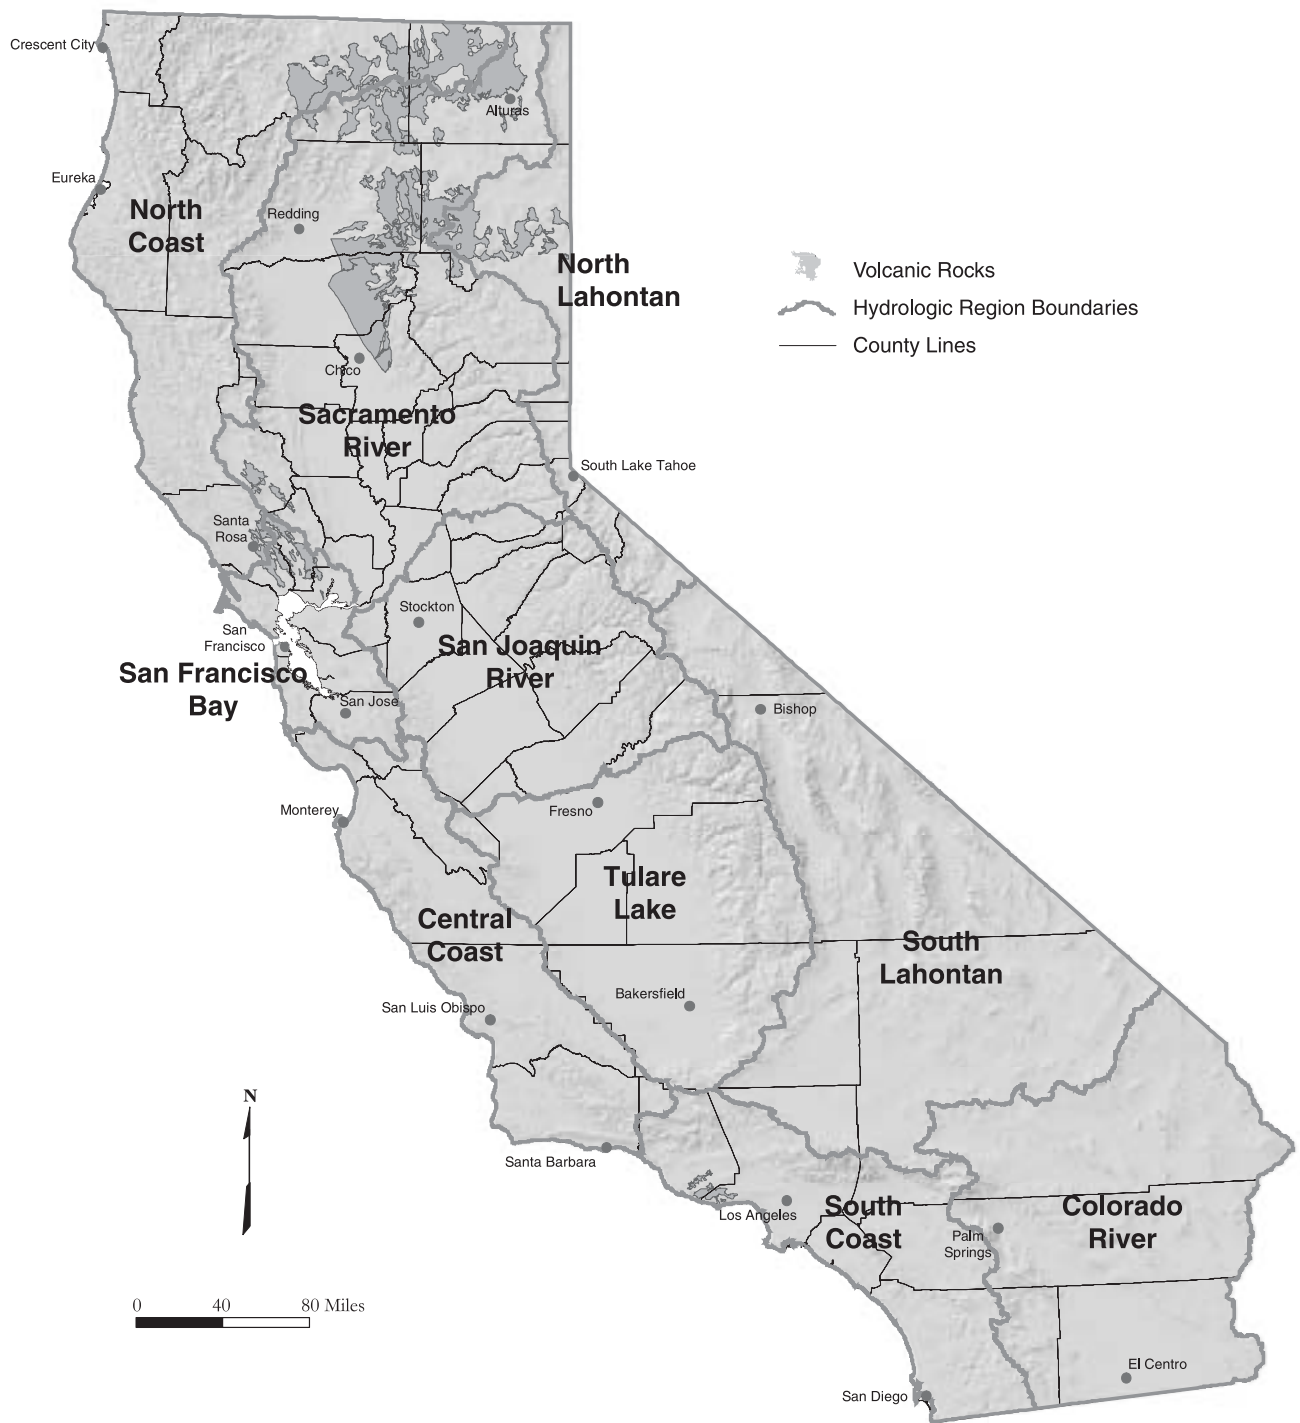 Crescent City
Alturas
Eureka
North
Coast
Redding
North
Lahontan
Volcanic Rocks
Hydrologic Region Boundaries
County Lines
Chico
Sacramento
River
South Lake Tahoe
Santa
Rosa
Stockton
San
Francisco
San Joaquin
River
San Francisco
Bay
San Jose
Bishop
Monterey
Fresno
Tulare
Lake
Central
Coast
South
Lahontan
Bakersfield
San Luis Obispo
N
Santa Barbara
Los Angeles
South
Coast
Palm
Springs
Colorado
River
0 40 80 Miles
El Centro
San Diego